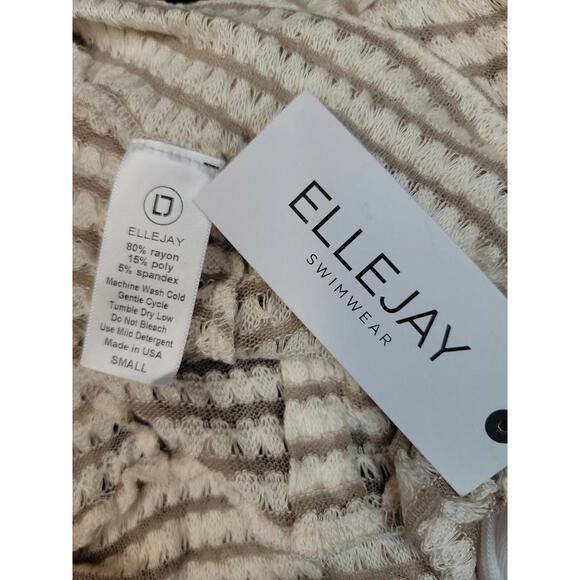 ELLEJAY
80% rayon
15% poly
5% spandex
Machine Wash Cold
Gentle Cycle
Tumble Dry Low
Do Not Bleach
Use Mild Detergent
Made in USA
SMALL
ELLEJAY
SWIMWEAR